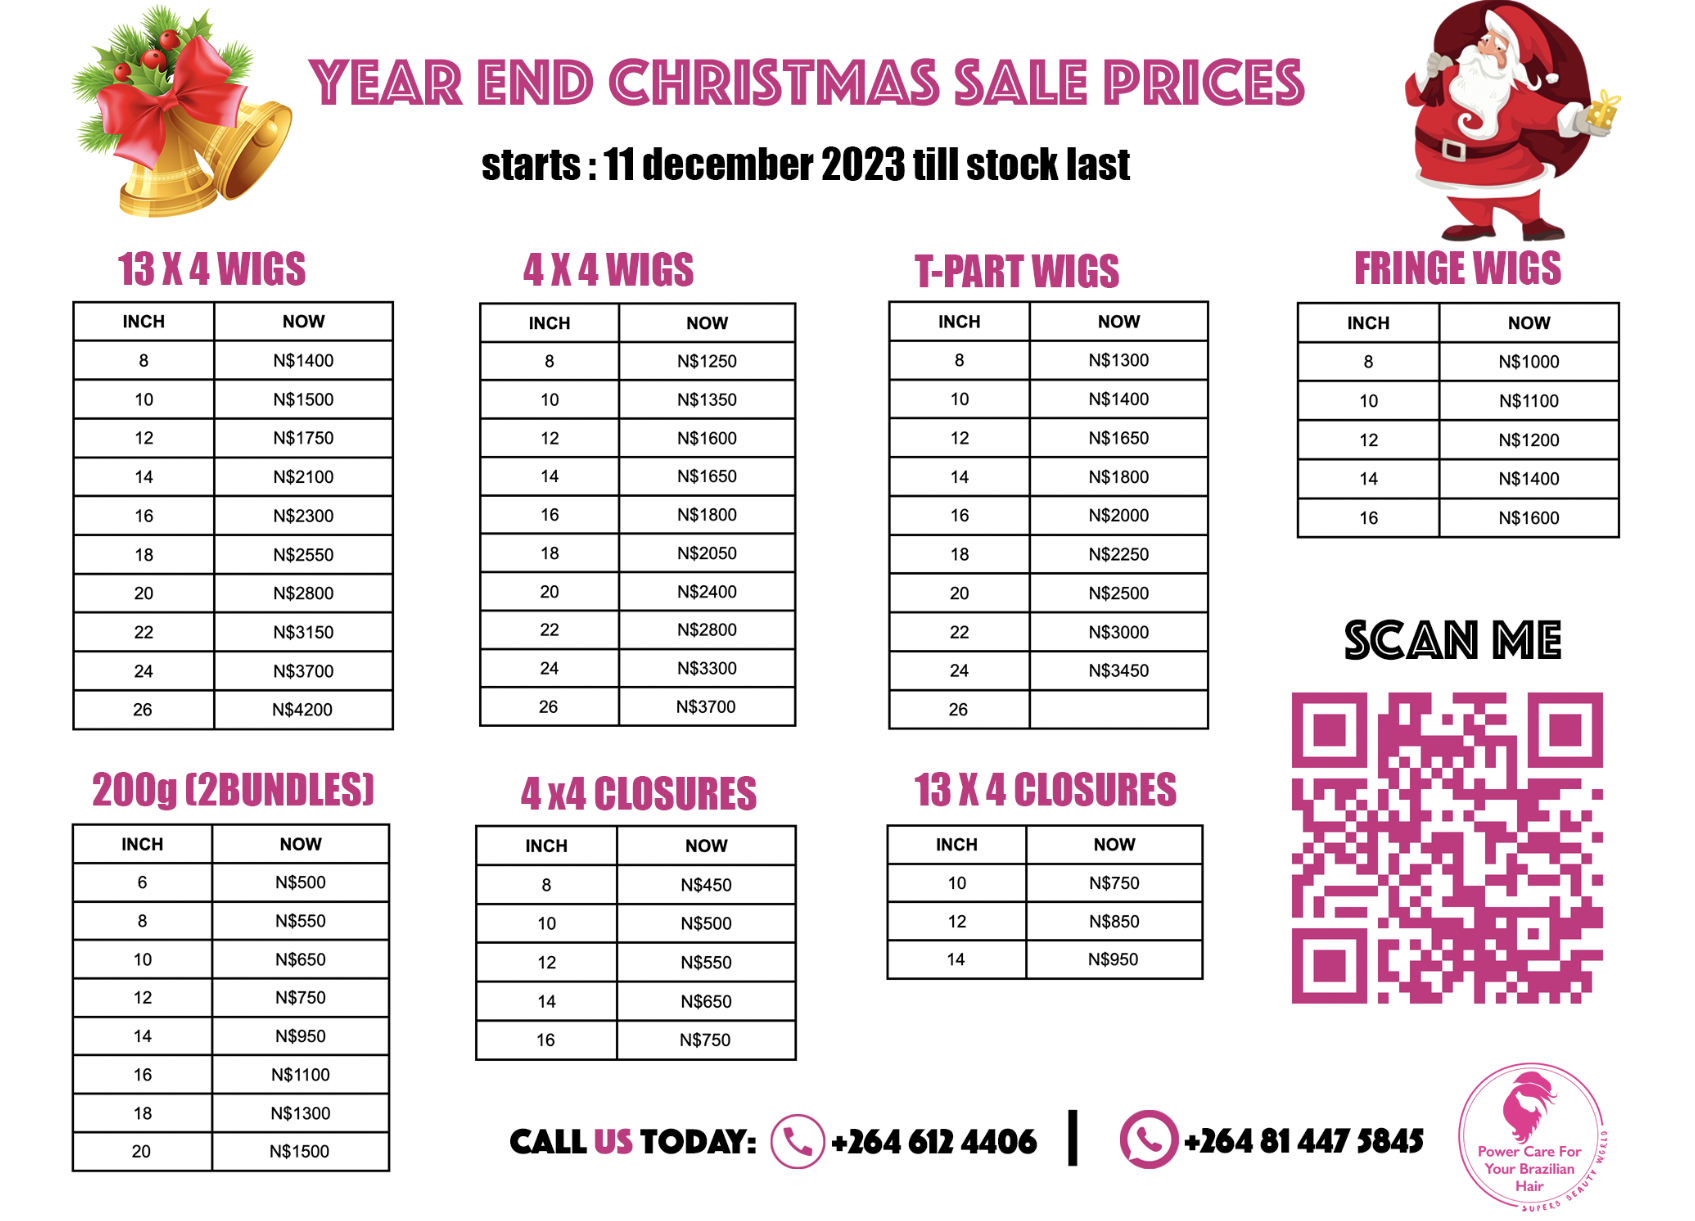 YEAR END CHRISTMAS SALE PRICES
starts : 11 december 2023 till stock last
13 X 4 WIGS
INCH NOW
8 N$1400
10 N$1500
12 N$1750
14 N$2100
16 N$2300
18 N$2550
20 N$2800
22 N$3150
24 N$3700
26 N$4200
4 X 4 WIGS
INCH NOW
8 N$1250
10 N$1350
12 N$1600
14 N$1650
16 N$1800
18 N$2050
20 N$2400
22 N$2800
24 N$3300
26 N$3700
T-PART WIGS
INCH NOW
8 N$1300
10 N$1400
12 N$1650
14 N$1800
16 N$2000
18 N$2250
20 N$2500
22 N$3000
24 N$3450
26
FRINGE WIGS
INCH NOW
8 N$1000
10 N$1100
12 N$1200
14 N$1400
16 N$1600
SCAN ME
200g (2BUNDLES)
INCH NOW
6 N$500
8 N$550
10 N$650
12 N$750
14 N$950
16 N$1100
18 N$1300
20 N$1500
4 x4 CLOSURES
INCH NOW
8 N$450
10 N$500
12 N$550
14 N$650
16 N$750
13 X 4 CLOSURES
INCH NOW
10 N$750
12 N$850
14 N$950
CALL US TODAY: +264 612 4406 | +264 81 447 5845
Power Care For
Your Brazilian
Hair
SUPERB BEAUTY WORLD